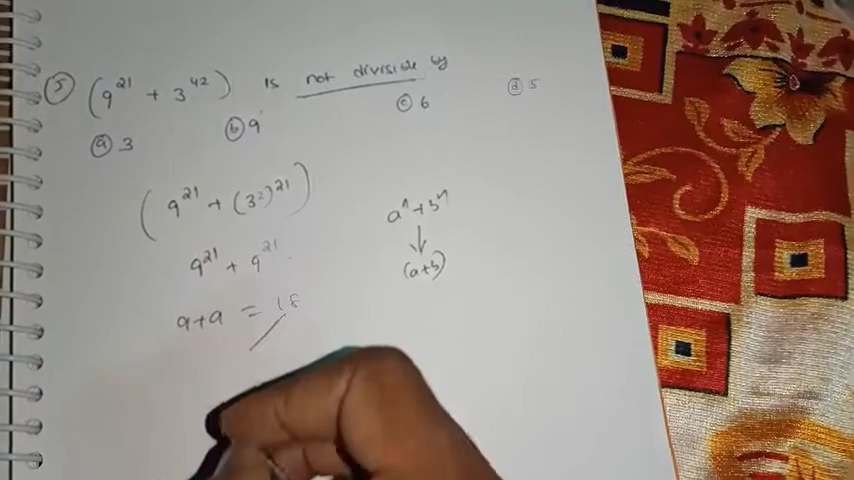 5 (9^21 + 3^42) is not divisible by
a 3 b 9 c 6 d 5
(9^21 + (3^2)^21)
9^21 + 9^21
9+9 = 18
a^n + b^n
↓
(a+b)